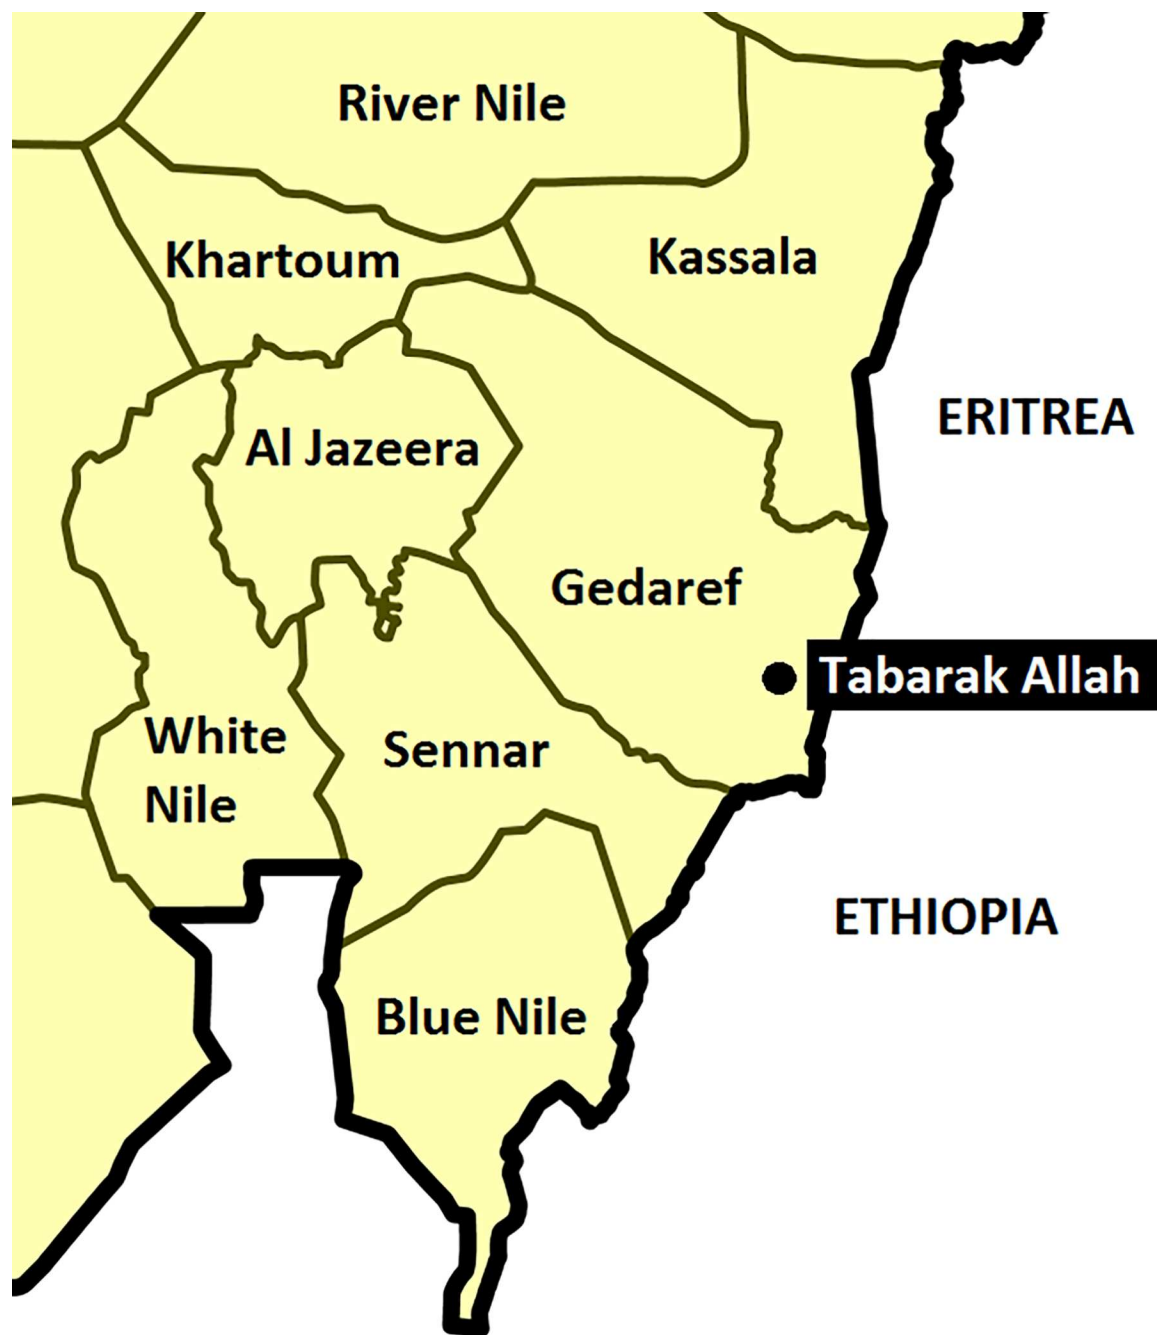 River Nile
Khartoum
Kassala
ERITREA
Al Jazeera
Gedaref
Tabarak Allah
White
Nile
Sennar
ETHIOPIA
Blue Nile